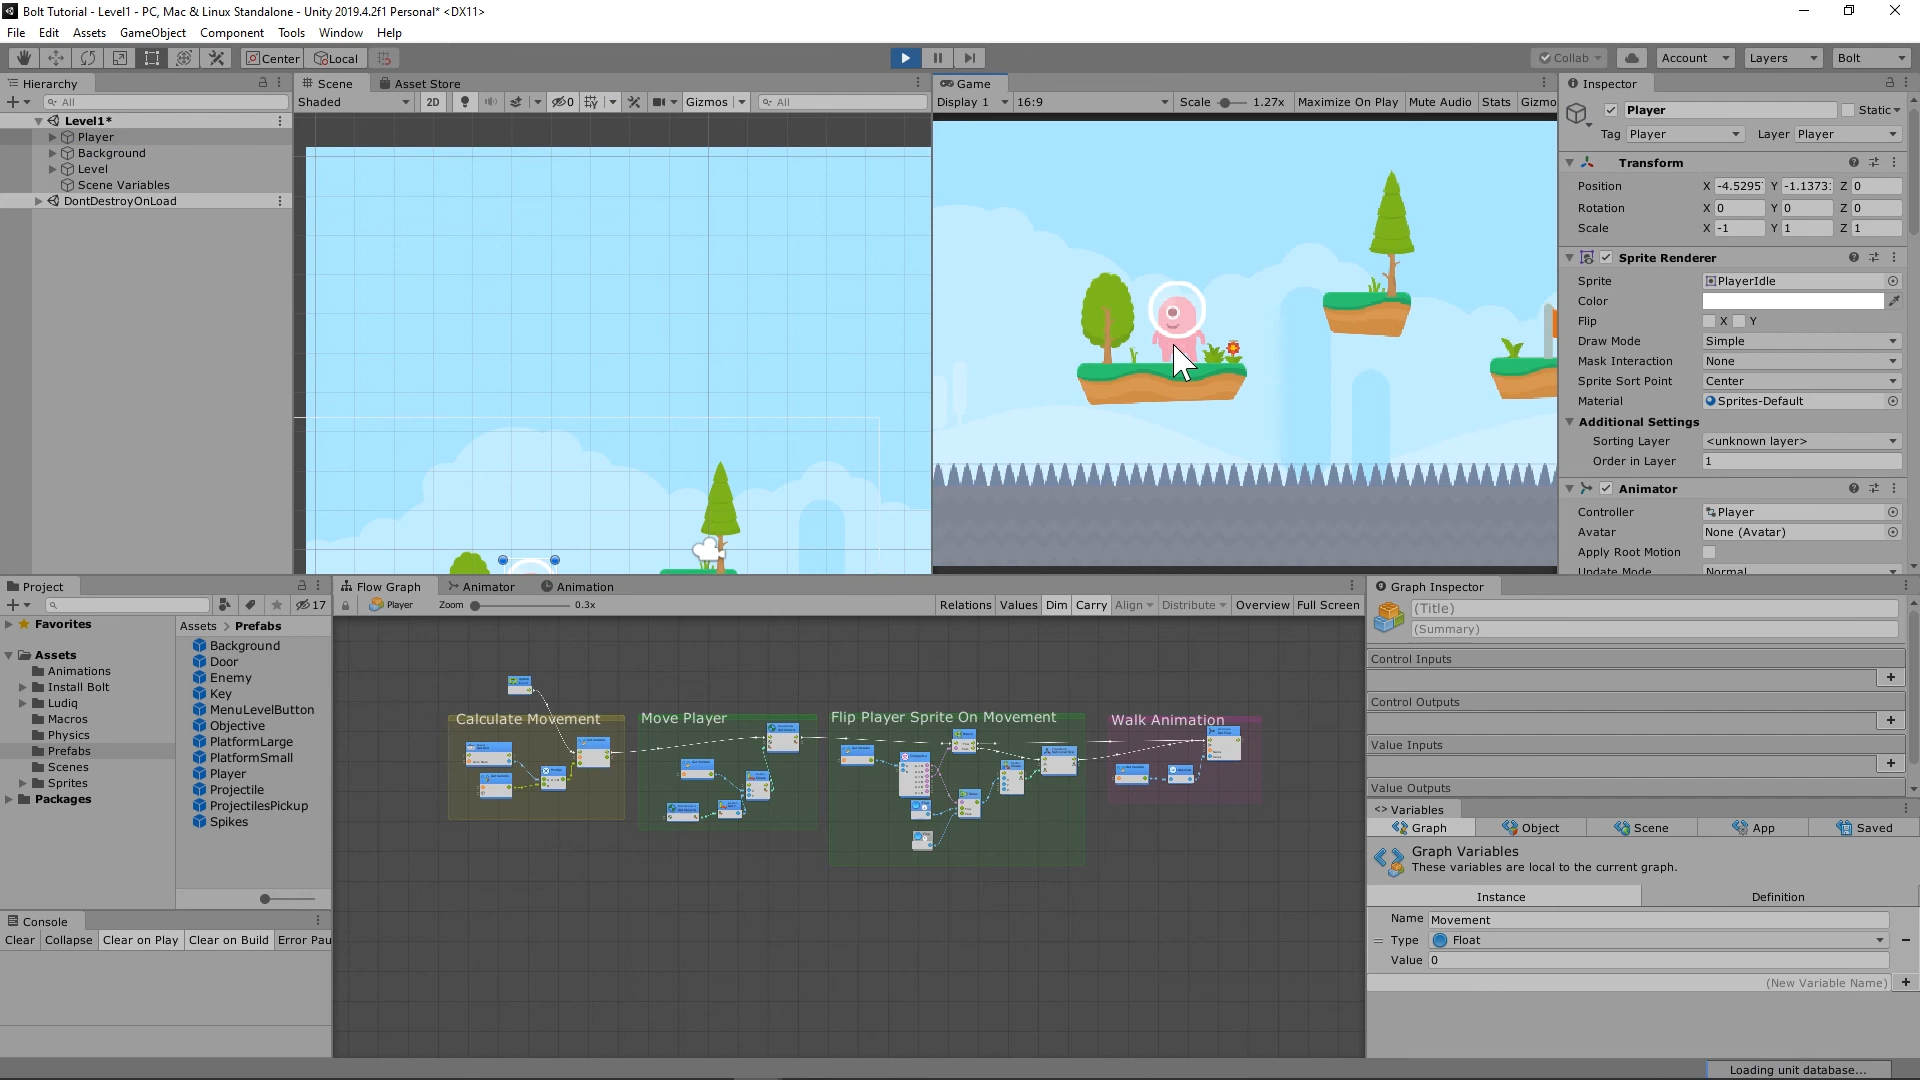 Bolt Tutorial - Level1 - PC, Mac & Linux Standalone - Unity 2019.4.2f1 Personal* <DX11>
File Edit Assets GameObject Component Tools Window Help
Center Local
Collab Account Layers Bolt
Hierarchy
All
Level1*
Player
Background
Level
Scene Variables
DontDestroyOnLoad
Scene Asset Store
Shaded 2D 0 Gizmos All
Game
Display 1 16:9 Scale 1.27x Maximize On Play Mute Audio Stats Gizmo
Inspector
Player Static
Tag Player Layer Player
Transform
Position X -4.5295 Y -1.1373 Z 0
Rotation X 0 Y 0 Z 0
Scale X -1 Y 1 Z 1
Sprite Renderer
Sprite PlayerIdle
Color
Flip X Y
Draw Mode Simple
Mask Interaction None
Sprite Sort Point Center
Material Sprites-Default
Additional Settings
Sorting Layer <unknown layer>
Order in Layer 1
Animator
Controller Player
Avatar None (Avatar)
Apply Root Motion
Update Mode Normal
Project
17
Favorites
Assets
Animations
Install Bolt
Ludiq
Macros
Physics
Prefabs
Scenes
Sprites
Packages
Assets > Prefabs
Background
Door
Enemy
Key
MenuLevelButton
Objective
PlatformLarge
PlatformSmall
Player
Projectile
ProjectilesPickup
Spikes
Console
Clear Collapse Clear on Play Clear on Build Error Pau
Flow Graph Animator Animation
Player Zoom 0.3x Relations Values Dim Carry Align Distribute Overview Full Screen
Calculate Movement
Move Player
Flip Player Sprite On Movement
Walk Animation
Graph Inspector
(Title)
(Summary)
Control Inputs
Control Outputs
Value Inputs
Value Outputs
<> Variables
Graph Object Scene App Saved
Graph Variables
These variables are local to the current graph.
Instance Definition
Name Movement
Type Float
Value 0
(New Variable Name)
Loading unit database...